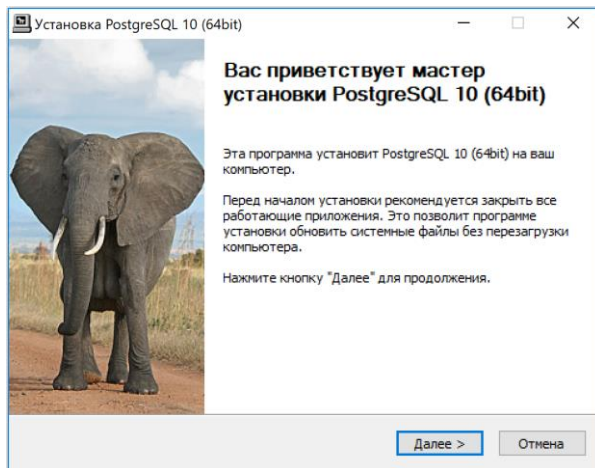 Установка PostgreSQL 10 (64bit)
Вас приветствует мастер
установки PostgreSQL 10 (64bit)
Эта программа установит PostgreSQL 10 (64bit) на ваш
компьютер.
Перед началом установки рекомендуется закрыть все
работающие приложения. Это позволит программе
установки обновить системные файлы без перезагрузки
компьютера.
Нажмите кнопку "Далее" для продолжения.
Далее >
Отмена